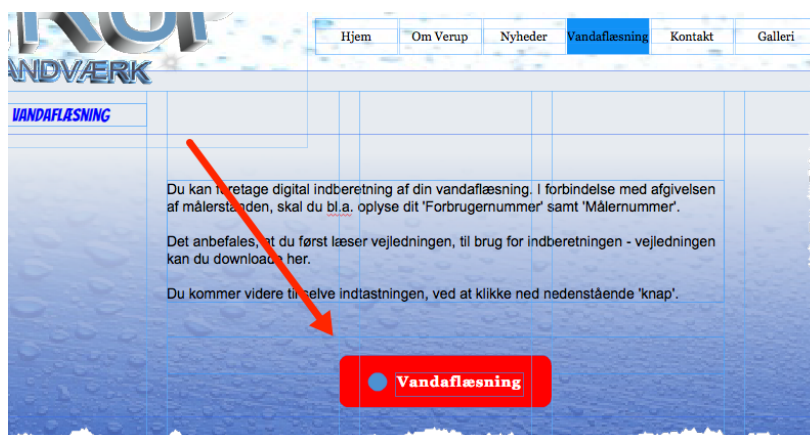 Hjem Om Verup Nyheder Vandaflæsning Kontakt Galleri
VANDAFLÆSNING
Du kan foretage digital indberetning af din vandaflæsning. I forbindelse med afgivelsen
af målerstanden, skal du bl.a. oplyse dit 'Forbrugernummer' samt 'Målernummer'.
Det anbefales, at du først læser vejledningen, til brug for indberetningen - vejledningen
kan du downloade her.
Du kommer videre til selve indtastningen, ved at klikke ned nedenstående 'knap'.
Vandaflæsning